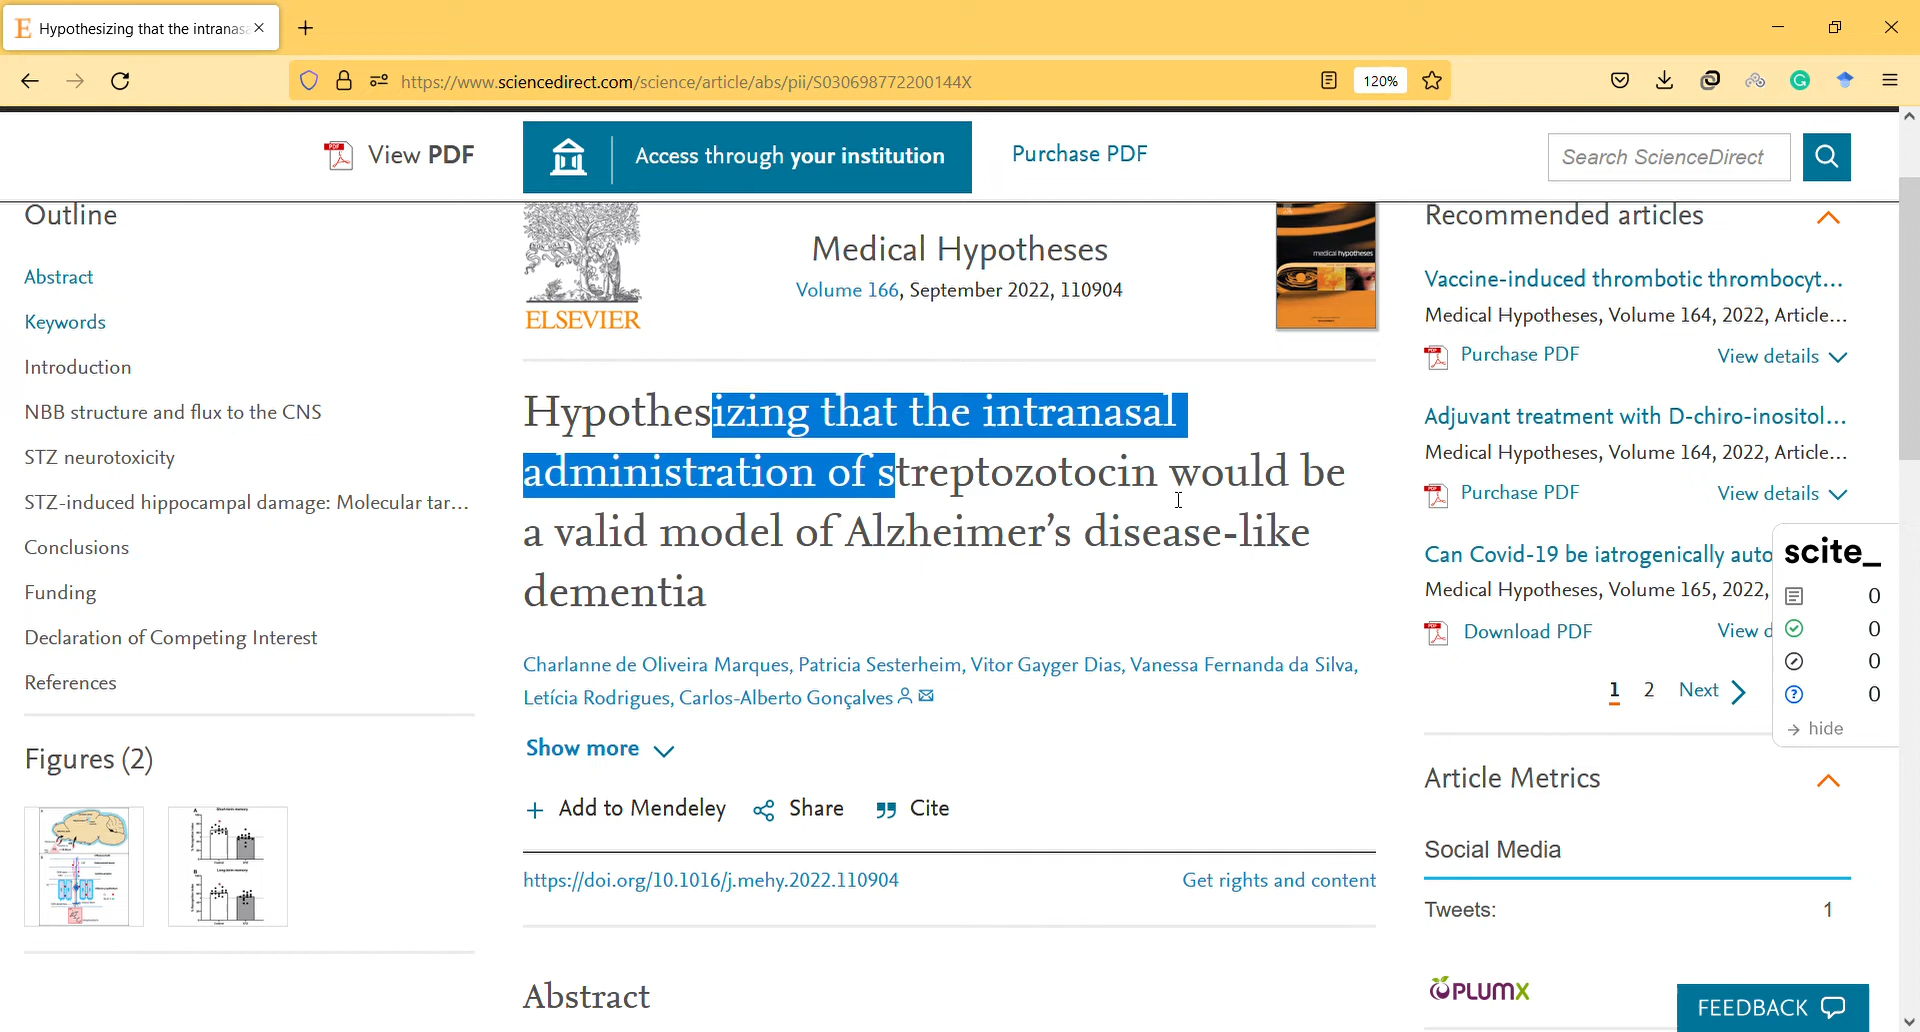 Hypothesizing that the intranas
https://www.sciencedirect.com/science/article/abs/pii/S030698772200144X
120%
View PDF
Access through your institution
Purchase PDF
Search ScienceDirect
Outline
Abstract
Keywords
Introduction
NBB structure and flux to the CNS
STZ neurotoxicity
STZ-induced hippocampal damage: Molecular tar...
Conclusions
Funding
Declaration of Competing Interest
References
Figures (2)
ELSEVIER
Medical Hypotheses
Volume 166, September 2022, 110904
medical hypotheses
Hypothesizing that the intranasal
administration of streptozotocin would be
a valid model of Alzheimer’s disease-like
dementia
Charlanne de Oliveira Marques, Patricia Sesterheim, Vitor Gayger Dias, Vanessa Fernanda da Silva,
Letícia Rodrigues, Carlos-Alberto Gonçalves
Show more
Add to Mendeley
Share
Cite
https://doi.org/10.1016/j.mehy.2022.110904
Get rights and content
Abstract
Recommended articles
Vaccine-induced thrombotic thrombocyt...
Medical Hypotheses, Volume 164, 2022, Article...
Purchase PDF
View details
Adjuvant treatment with D-chiro-inositol...
Medical Hypotheses, Volume 164, 2022, Article...
Purchase PDF
View details
Can Covid-19 be iatrogenically auto
Medical Hypotheses, Volume 165, 2022,
Download PDF
View d
1 2 Next
scite_
0
0
0
0
hide
Article Metrics
Social Media
Tweets: 1
PLUMX
FEEDBACK